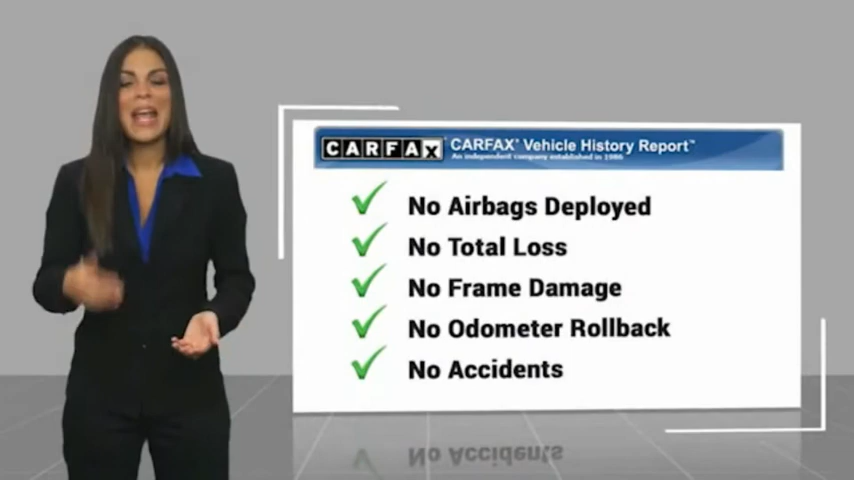 CARFAX CARFAX® Vehicle History Report™
An independent company established in 1986
No Airbags Deployed
No Total Loss
No Frame Damage
No Odometer Rollback
No Accidents
No Accidents